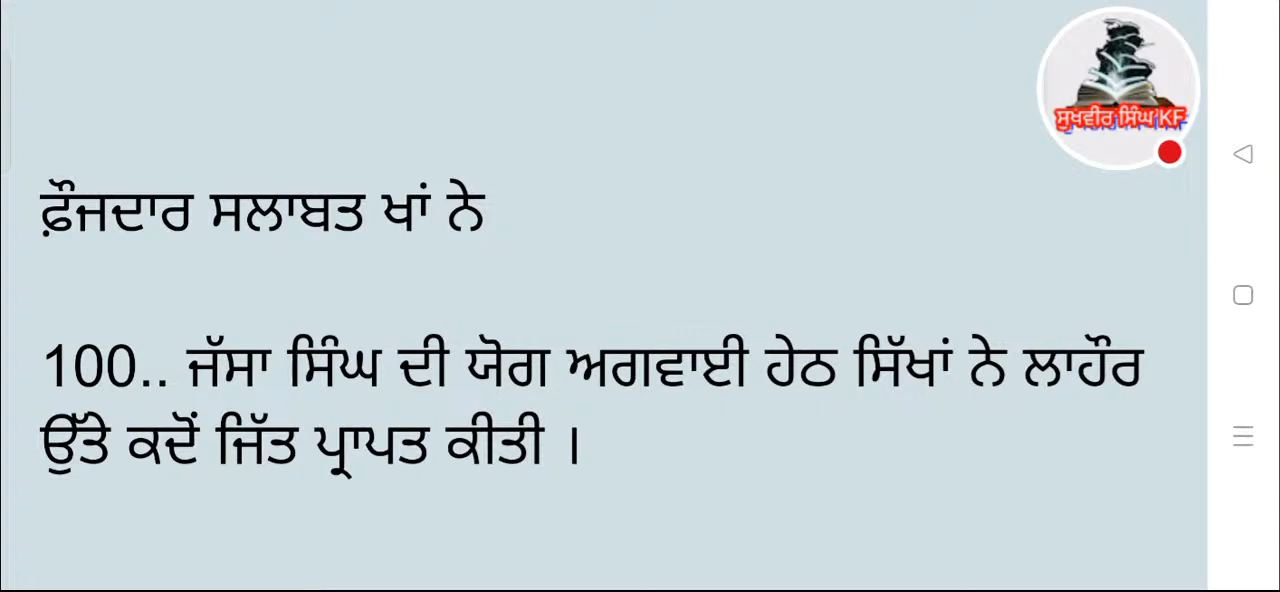 ਸੁਖਵੀਰ ਸਿੰਘ KF
ਫ਼ੌਜਦਾਰ ਸਲਾਬਤ ਖਾਂ ਨੇ
100.. ਜੱਸਾ ਸਿੰਘ ਦੀ ਯੋਗ ਅਗਵਾਈ ਹੇਠ ਸਿੱਖਾਂ ਨੇ ਲਾਹੌਰ
ਉੱਤੇ ਕਦੋਂ ਜਿੱਤ ਪ੍ਰਾਪਤ ਕੀਤੀ ।